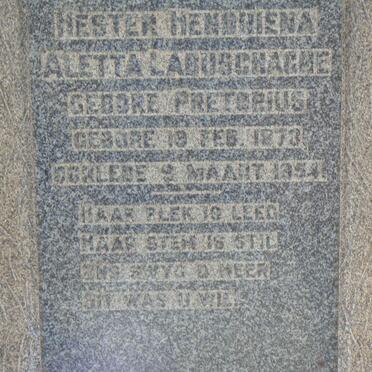 HESTER HENDRIENA
ALETTA LABUSCHAGNE
GEBORE PRETORIUS
GEBORE 19 FEB. 1873
OORLEDE 2 MAART 1954
HAAR PLEK IS LEEG
HAAR STEM IS STIL
ONS SWYG O HEER
DIT WAS U WIL